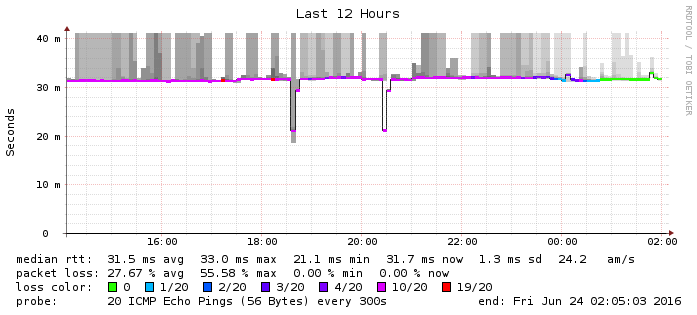 Last 12 Hours
RRDTOOL / TOBI OETIKER
Seconds
40 m
30 m
20 m
10 m
0
16:00 18:00 20:00 22:00 00:00 02:00
median rtt: 31.5 ms avg 33.0 ms max 21.1 ms min 31.7 ms now 1.3 ms sd 24.2 am/s
packet loss: 27.67 % avg 55.58 % max 0.00 % min 0.00 % now
loss color: 0 1/20 2/20 3/20 4/20 10/20 19/20
probe: 20 ICMP Echo Pings (56 Bytes) every 300s end: Fri Jun 24 02:05:03 2016